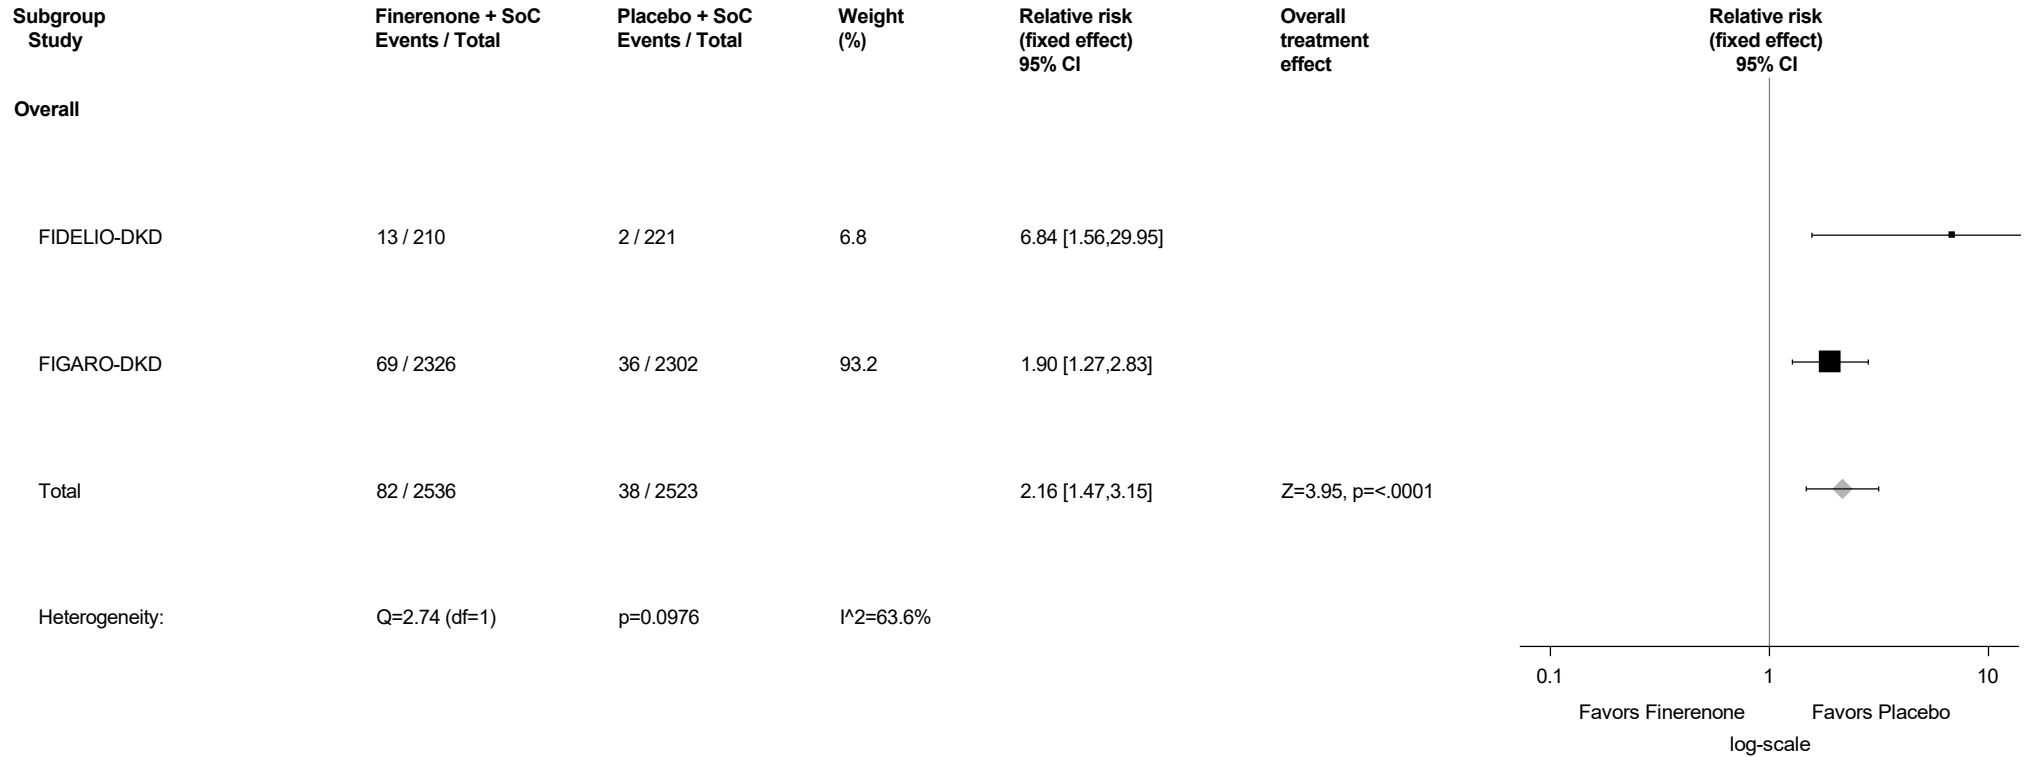 Subgroup Finerenone + SoC Placebo + SoC Weight Relative risk Overall Relative risk
Study Events / Total Events / Total (%) (fixed effect) treatment (fixed effect)
95% CI effect 95% CI
Overall
FIDELIO-DKD 13 / 210 2 / 221 6.8 6.84 [1.56,29.95]
FIGARO-DKD 69 / 2326 36 / 2302 93.2 1.90 [1.27,2.83]
Total 82 / 2536 38 / 2523 2.16 [1.47,3.15] Z=3.95, p=<.0001
Heterogeneity: Q=2.74 (df=1) p=0.0976 I^2=63.6%
0.1 1 10
Favors Finerenone Favors Placebo
log-scale